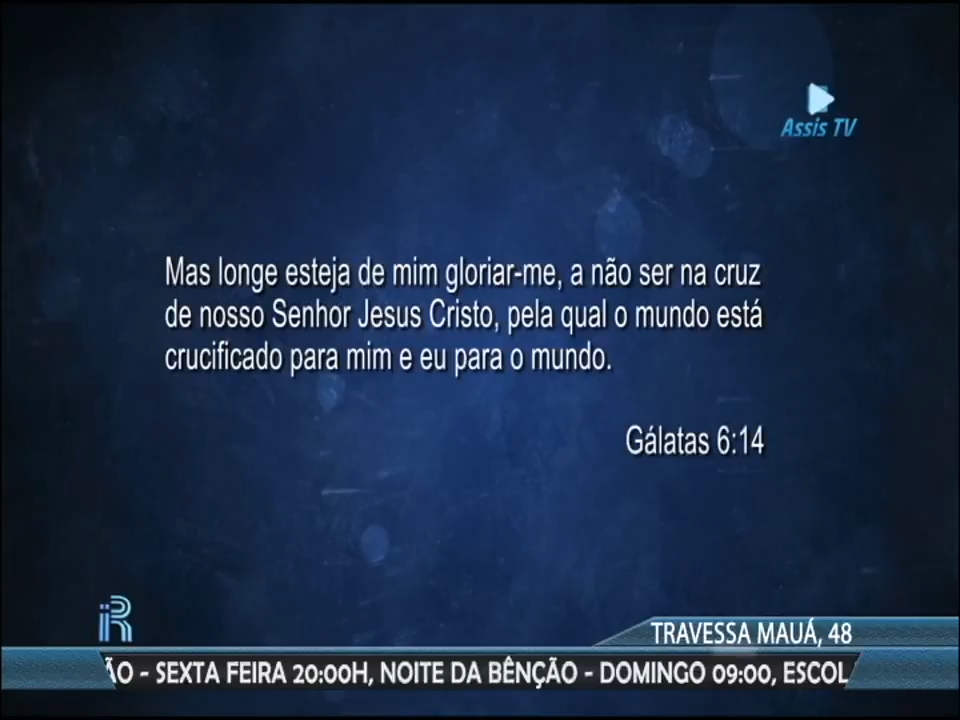 Assis TV
Mas longe esteja de mim gloriar-me, a não ser na cruz
de nosso Senhor Jesus Cristo, pela qual o mundo está
crucificado para mim e eu para o mundo.
Gálatas 6:14
iR
TRAVESSA MAUÁ, 48
ÃO - SEXTA FEIRA 20:00H, NOITE DA BÊNÇÃO - DOMINGO 09:00, ESCOL